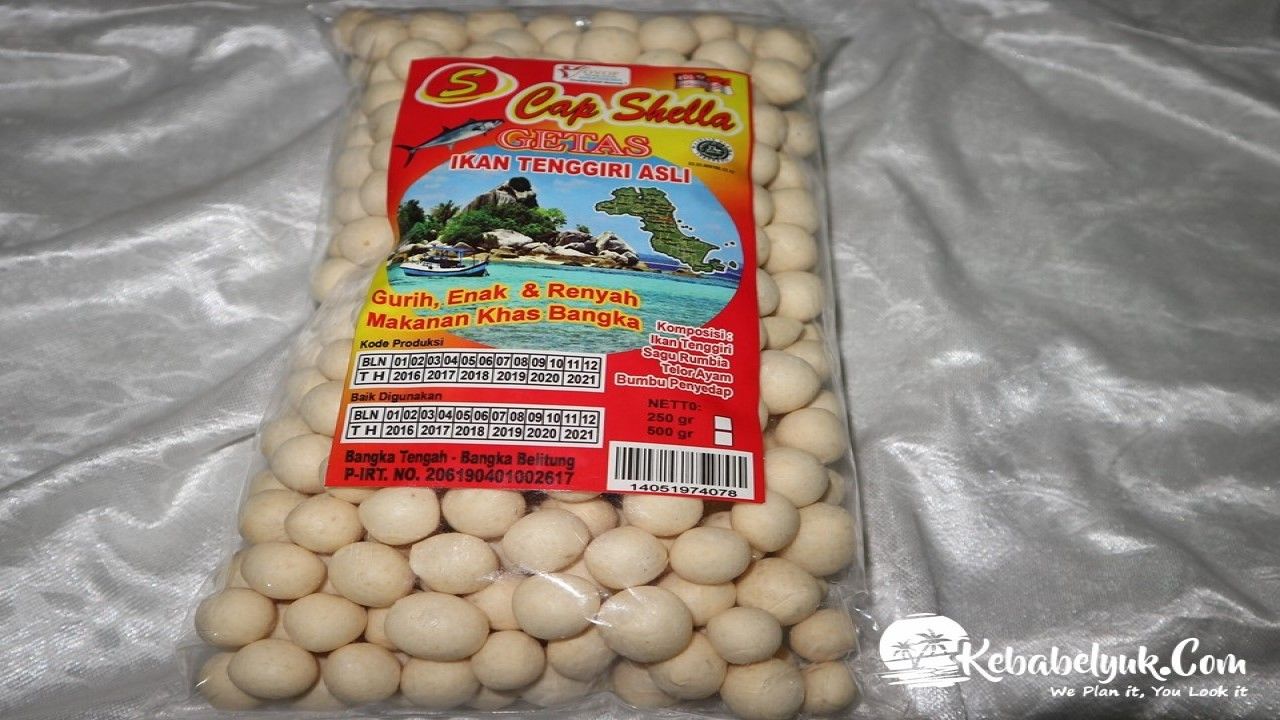 S
OVOP
Cap Shella
GETAS
IKAN TENGGIRI ASLI
Gurih, Enak & Renyah
Makanan Khas Bangka
Komposisi :
Ikan Tenggiri
Sagu Rumbia
Telor Ayam
Bumbu Penyedap
Kode Produksi
BLN 01 02 03 04 05 06 07 08 09 10 11 12
T H 2016 2017 2018 2019 2020 2021
Baik Digunakan
BLN 01 02 03 04 05 06 07 08 09 10 11 12
T H 2016 2017 2018 2019 2020 2021
NETTO:
250 gr
500 gr
Bangka Tengah - Bangka Belitung
P-IRT. NO. 206190401002617
14051974078
Kebabelyuk.Com
We Plan it, You Look it